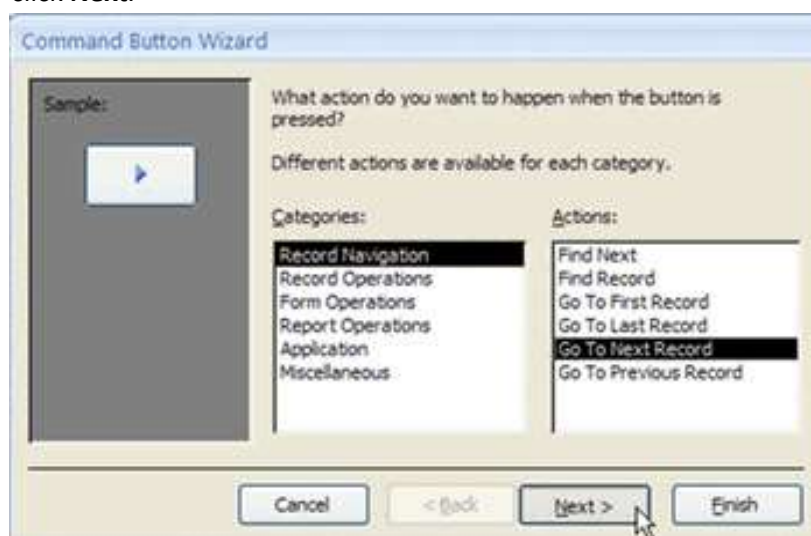 Command Button Wizard
Sample:
What action do you want to happen when the button is
pressed?
Different actions are available for each category.
Categories:
Actions:
Record Navigation
Record Operations
Form Operations
Report Operations
Application
Miscellaneous
Find Next
Find Record
Go To First Record
Go To Last Record
Go To Next Record
Go To Previous Record
Cancel
< Back
Next >
Finish